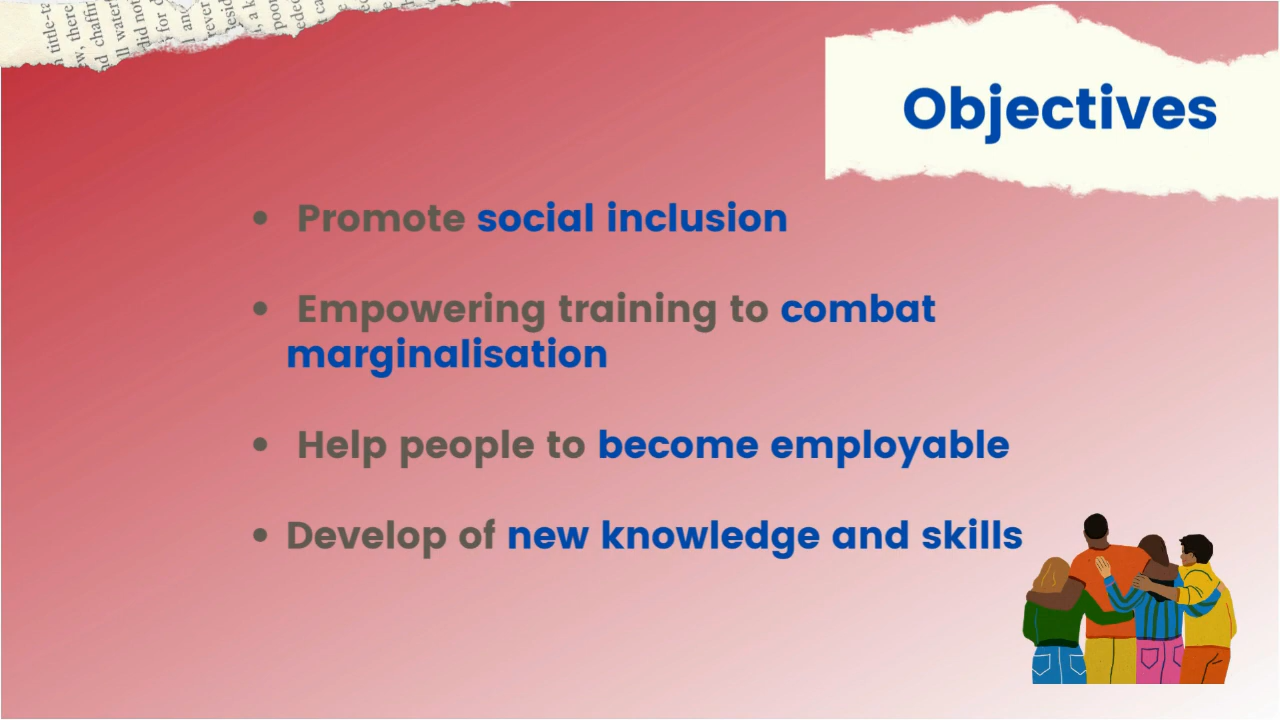 Objectives
• Promote social inclusion
• Empowering training to combat
marginalisation
• Help people to become employable
• Develop of new knowledge and skills